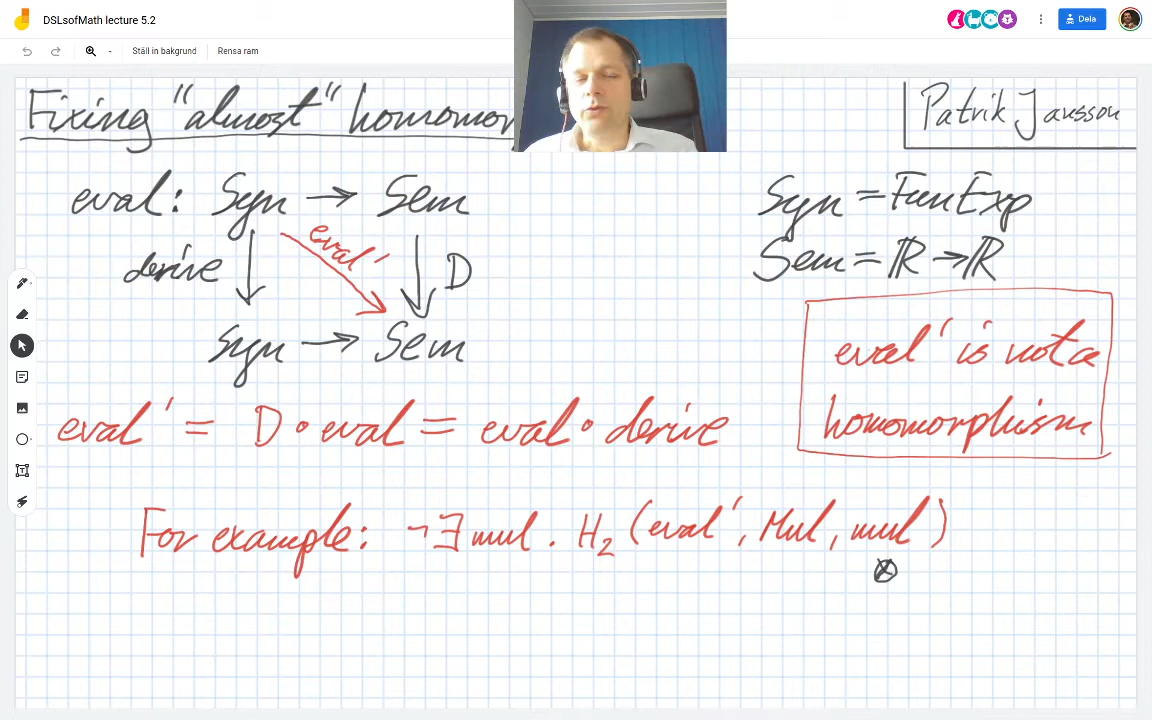 DSLsofMath lecture 5.2
Dela
Ställ in bakgrund Rensa ram
Fixing "almost" homomor
Patrik Jansson
eval: Syn → Sem
Syn = FunExp
derive eval' D
Sem = ℝ → ℝ
Syn → Sem
eval' is not a
homomorphism
eval' = D • eval = eval • derive
For example: ¬∃ mul. H₂ (eval', Mul, mul)
⊗